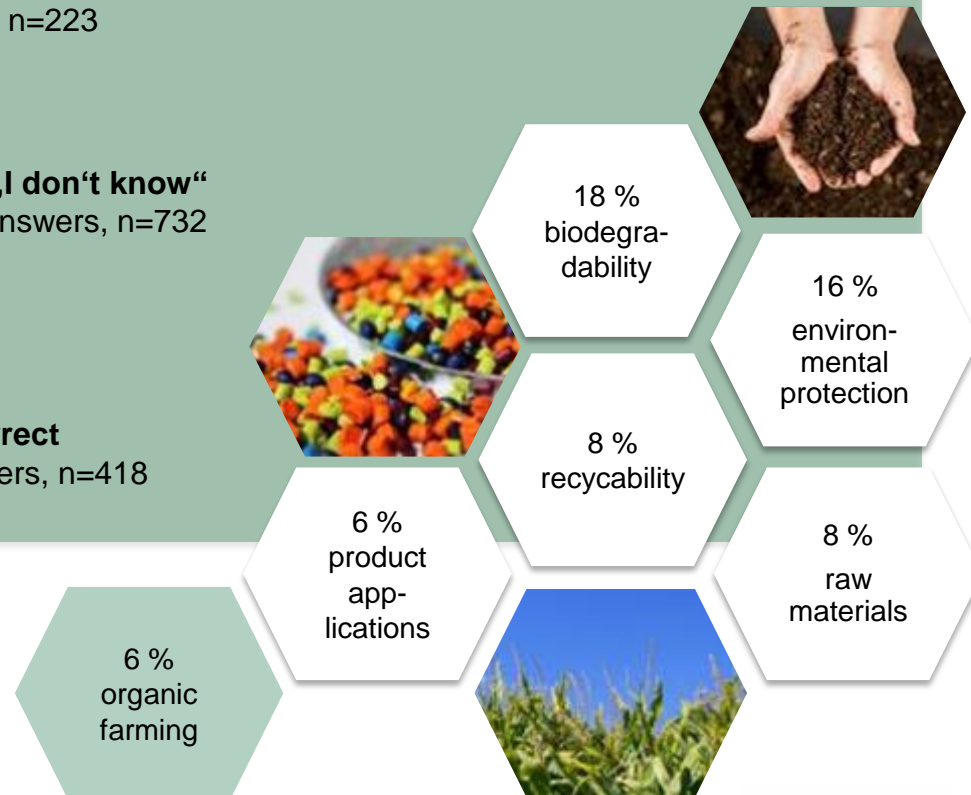 n=223
„I don‘t know“
nswers, n=732
rect
ers, n=418
18 %
biodegra-
dability
16 %
environ-
mental
protection
8 %
recycability
6 %
product
app-
lications
8 %
raw
materials
6 %
organic
farming